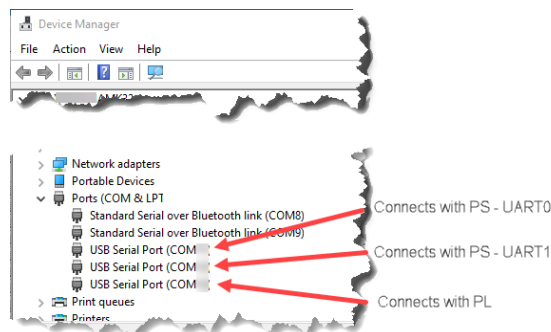 Device Manager
File Action View Help
Network adapters
Portable Devices
Ports (COM & LPT
Standard Serial over Bluetooth link (COM8)
Standard Serial over Bluetooth link (COM9)
USB Serial Port (COM
USB Serial Port (COM
USB Serial Port (COM
Print queues
Printers
Connects with PS - UART0
Connects with PS - UART1
Connects with PL